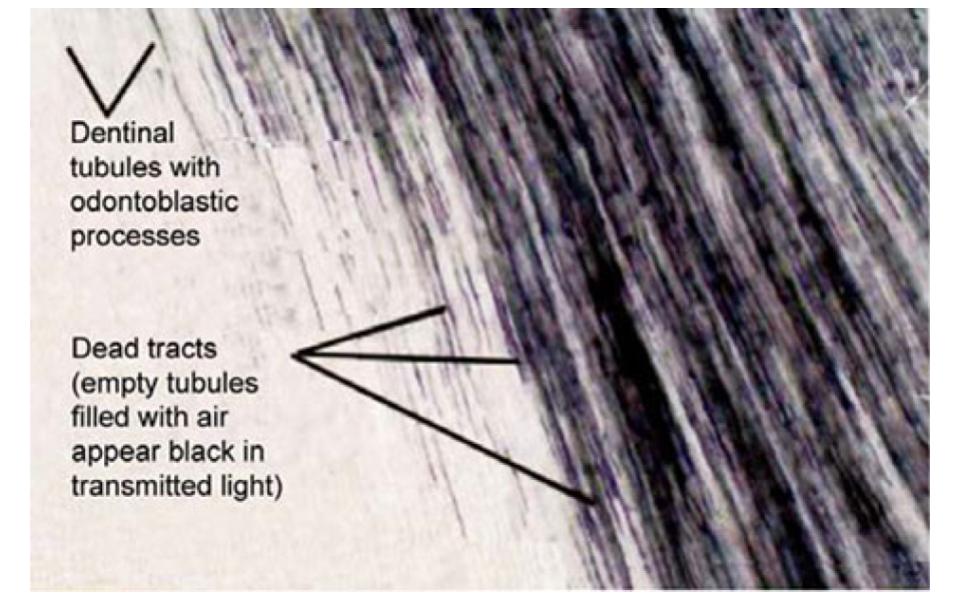 Dentinal
tubules with
odontoblastic
processes
Dead tracts
(empty tubules
filled with air
appear black in
transmitted light)